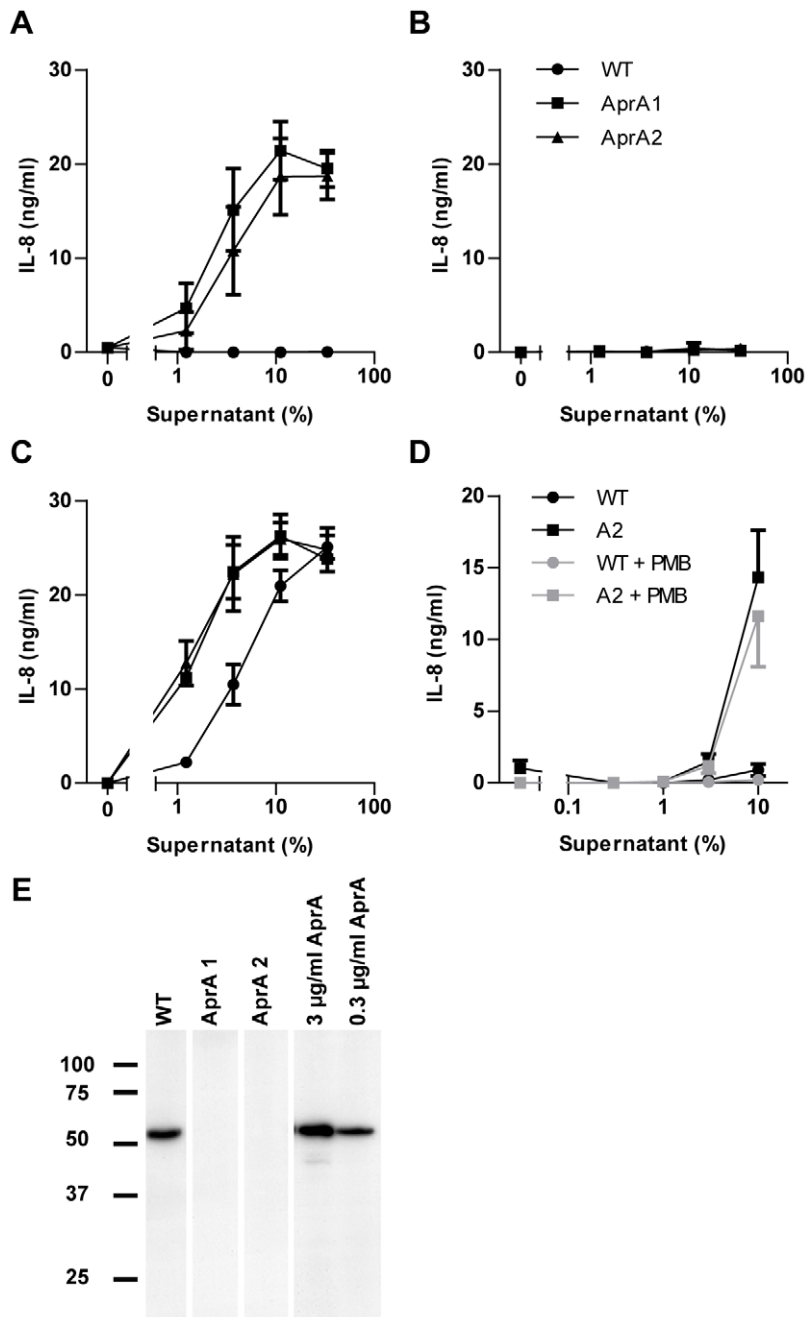 A
30
20
10
0
IL-8 (ng/ml)
0 1 10 100
Supernatant (%)
B
WT
AprA1
AprA2
30
20
10
0
IL-8 (ng/ml)
0 1 10 100
Supernatant (%)
C
30
20
10
0
IL-8 (ng/ml)
0 1 10 100
Supernatant (%)
D
WT
A2
WT + PMB
A2 + PMB
20
15
10
5
0
IL-8 (ng/ml)
0.1 1 10
Supernatant (%)
E
WT
AprA 1
AprA 2
3 µg/ml AprA
0.3 µg/ml AprA
100
75
50
37
25